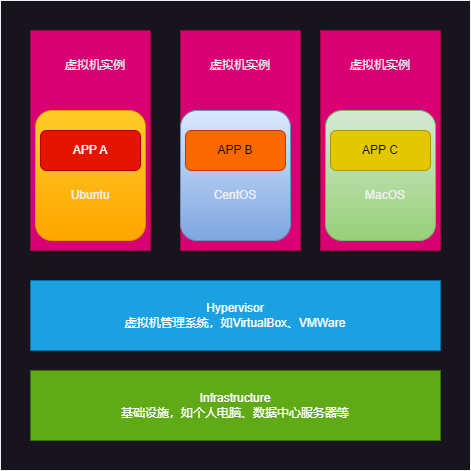 虚拟机实例
虚拟机实例
虚拟机实例
APP A
APP B
APP C
Ubuntu
CentOS
MacOS
Hypervisor
虚拟机管理系统，如VirtualBox、VMWare
Infrastructure
基础设施，如个人电脑、数据中心服务器等